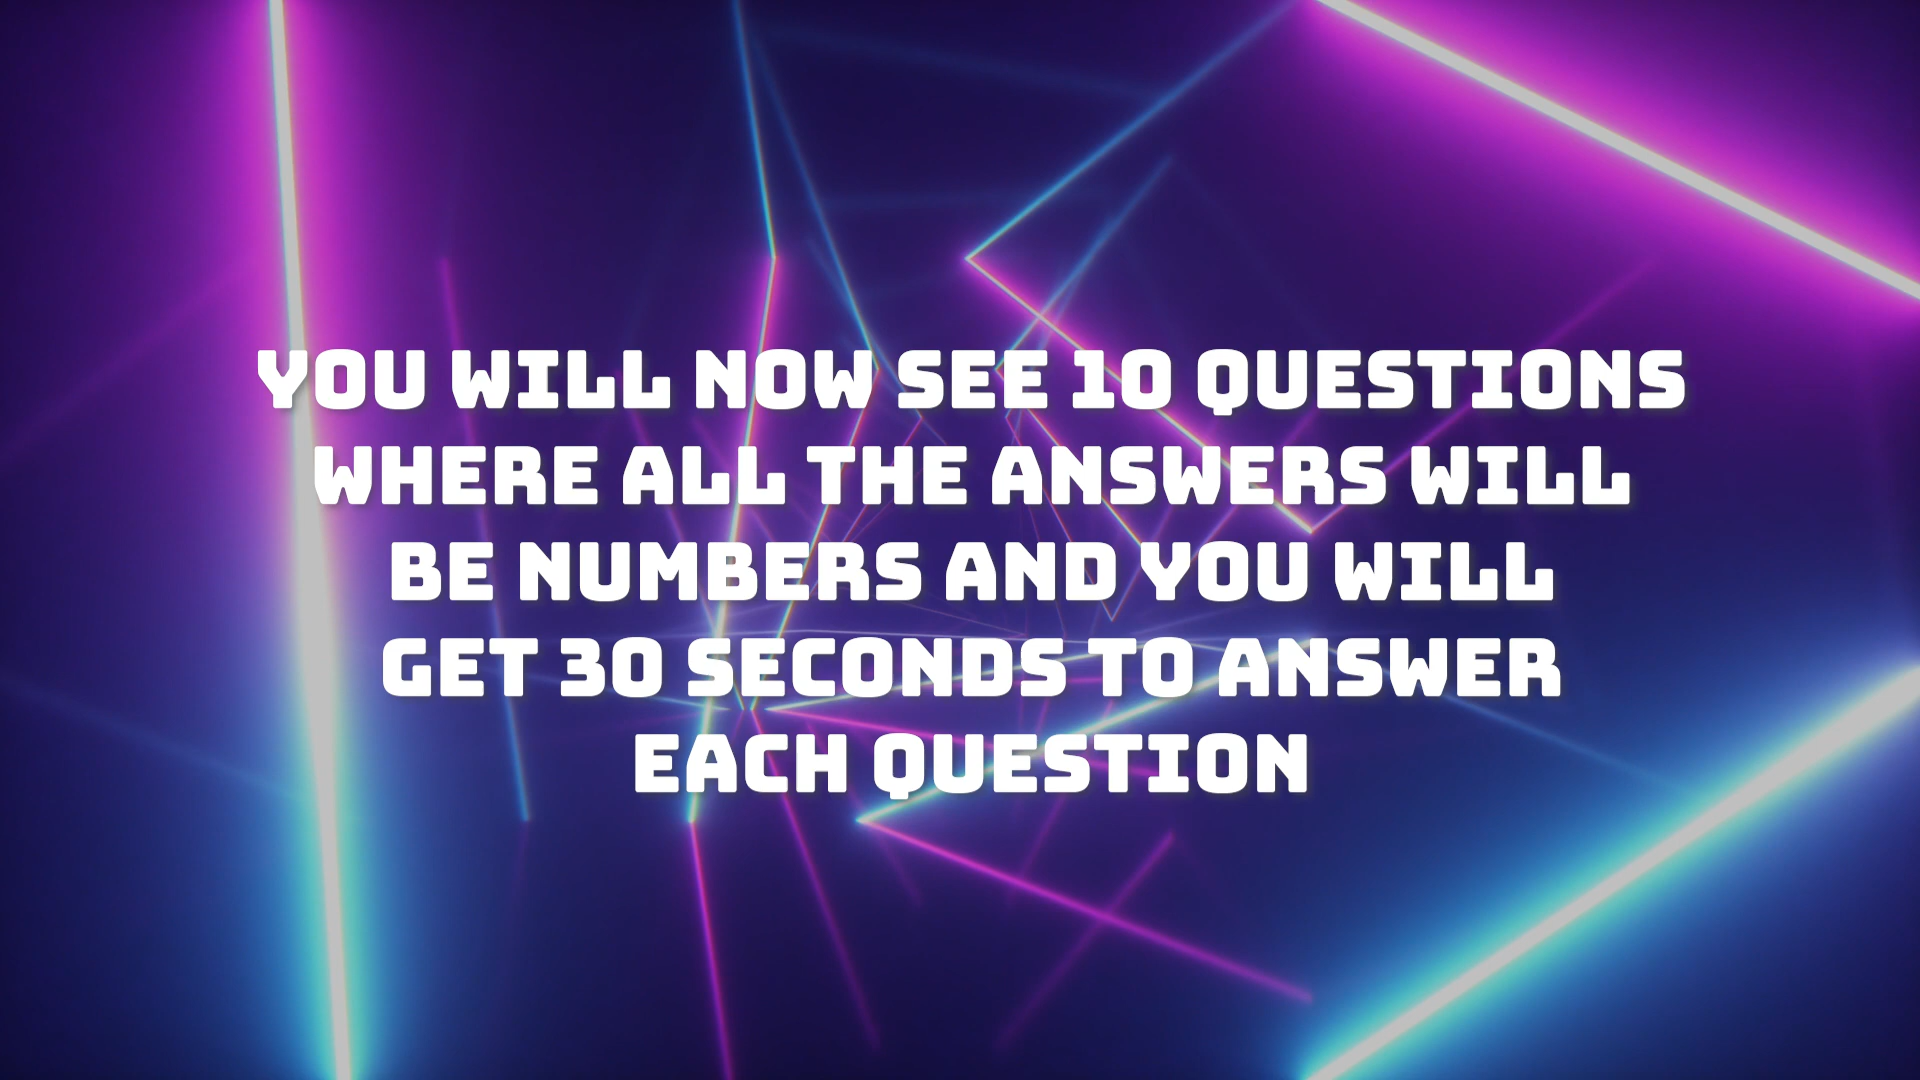 YOU WILL NOW SEE 10 QUESTIONS
WHERE ALL THE ANSWERS WILL
BE NUMBERS AND YOU WILL
GET 30 SECONDS TO ANSWER
EACH QUESTION